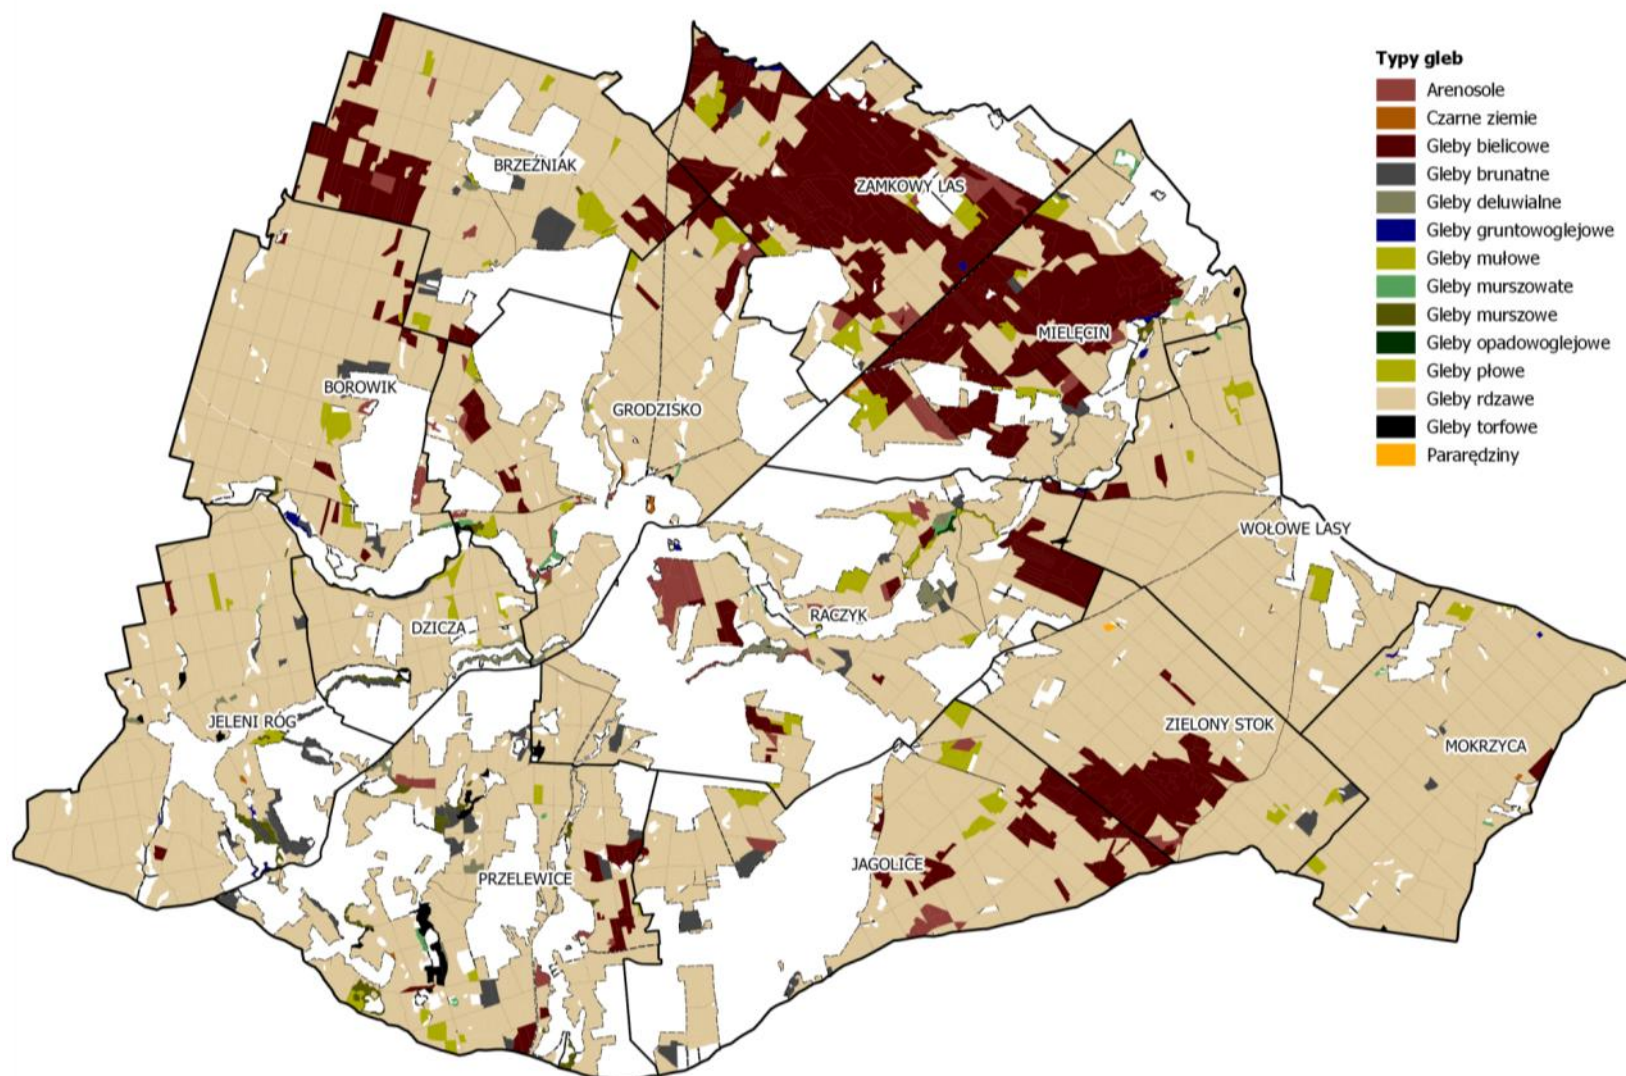 Typy gleb
Arenosole
Czarne ziemie
Gleby bielicowe
Gleby brunatne
Gleby deluwialne
Gleby gruntowoglejowe
Gleby mułowe
Gleby murszowate
Gleby murszowe
Gleby opadowoglejowe
Gleby płowe
Gleby rdzawe
Gleby torfowe
Pararędziny
BRZEŹNIAK
ZAMKOWY LAS
MIELĘCIN
BOROWIK
GRODZISKO
WOŁOWE LASY
DZICZA
RACZYK
JELENI RÓG
ZIELONY STOK
MOKRZYCA
PRZELEWICE
JAGOLICE